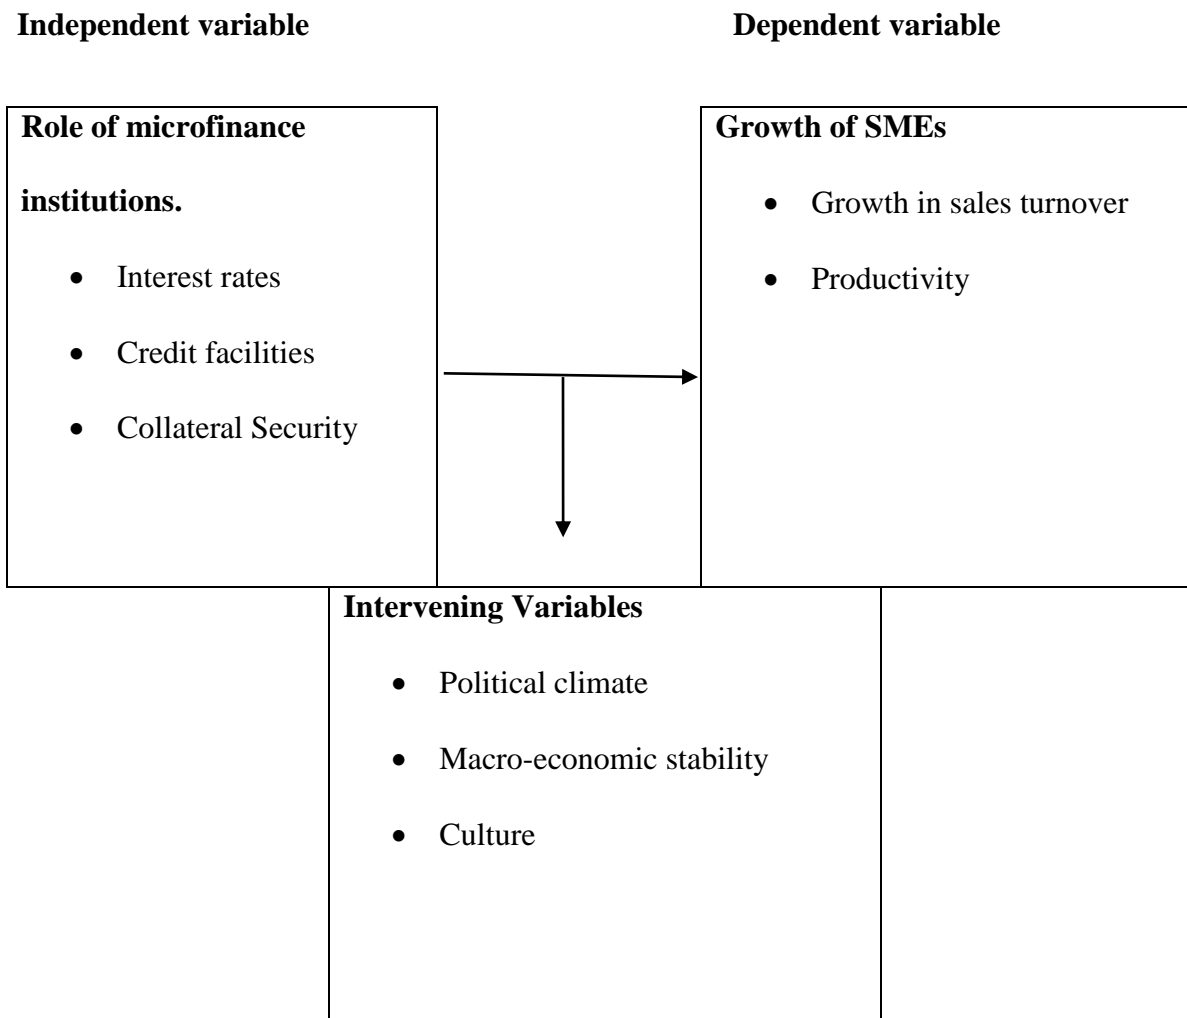 Independent variable
Dependent variable
Role of microfinance
institutions.
• Interest rates
• Credit facilities
• Collateral Security
Growth of SMEs
• Growth in sales turnover
• Productivity
Intervening Variables
• Political climate
• Macro-economic stability
• Culture